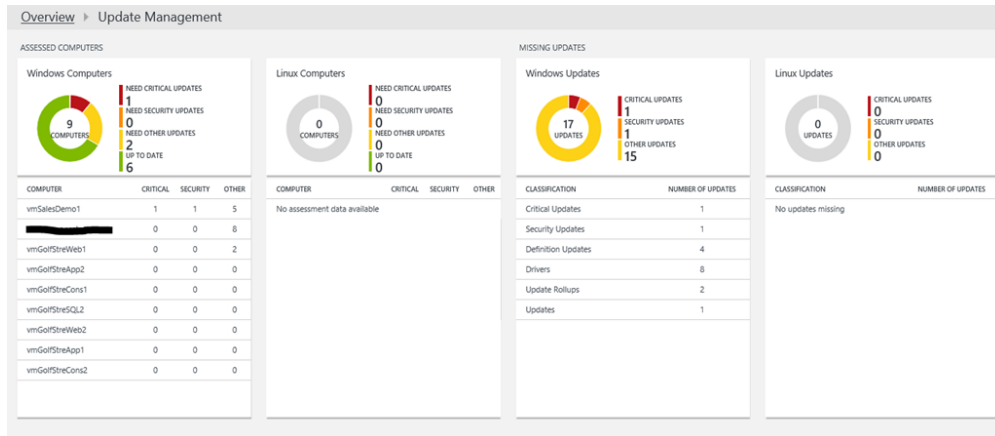 Overview Update Management
ASSESSED COMPUTERS
Windows Computers
9
COMPUTERS
NEED CRITICAL UPDATES
1
NEED SECURITY UPDATES
0
NEED OTHER UPDATES
2
UP TO DATE
6
COMPUTER CRITICAL SECURITY OTHER
vmSalesDemo1 1 1 5
0 0 8
vmGolfStreWeb1 0 0 2
vmGolfStreApp2 0 0 0
vmGolfStreCons1 0 0 0
vmGolfStreSQL2 0 0 0
vmGolfStreWeb2 0 0 0
vmGolfStreApp1 0 0 0
vmGolfStreCons2 0 0 0
Linux Computers
0
COMPUTERS
NEED CRITICAL UPDATES
0
NEED SECURITY UPDATES
0
NEED OTHER UPDATES
0
UP TO DATE
0
COMPUTER CRITICAL SECURITY OTHER
No assessment data available
MISSING UPDATES
Windows Updates
17
UPDATES
CRITICAL UPDATES
1
SECURITY UPDATES
1
OTHER UPDATES
15
CLASSIFICATION NUMBER OF UPDATES
Critical Updates 1
Security Updates 1
Definition Updates 4
Drivers 8
Update Rollups 2
Updates 1
Linux Updates
0
UPDATES
CRITICAL UPDATES
0
SECURITY UPDATES
0
OTHER UPDATES
0
CLASSIFICATION NUMBER OF UPDATES
No updates missing